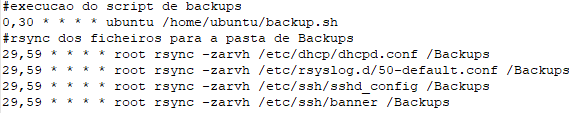 #execucao do script de backups
0,30 * * * * ubuntu /home/ubuntu/backup.sh
#rsync dos ficheiros para a pasta de Backups
29,59 * * * * root rsync -zarvh /etc/dhcp/dhcpd.conf /Backups
29,59 * * * * root rsync -zarvh /etc/rsyslog.d/50-default.conf /Backups
29,59 * * * * root rsync -zarvh /etc/ssh/sshd_config /Backups
29,59 * * * * root rsync -zarvh /etc/ssh/banner /Backups